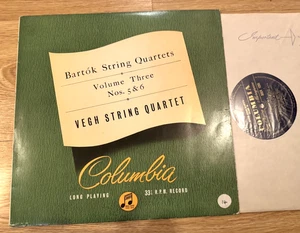 Bartók String Quartets
Volume Three
Nos. 5 & 6
VEGH STRING QUARTET
Columbia
LONG PLAYING 33⅓ R.P.M. RECORD